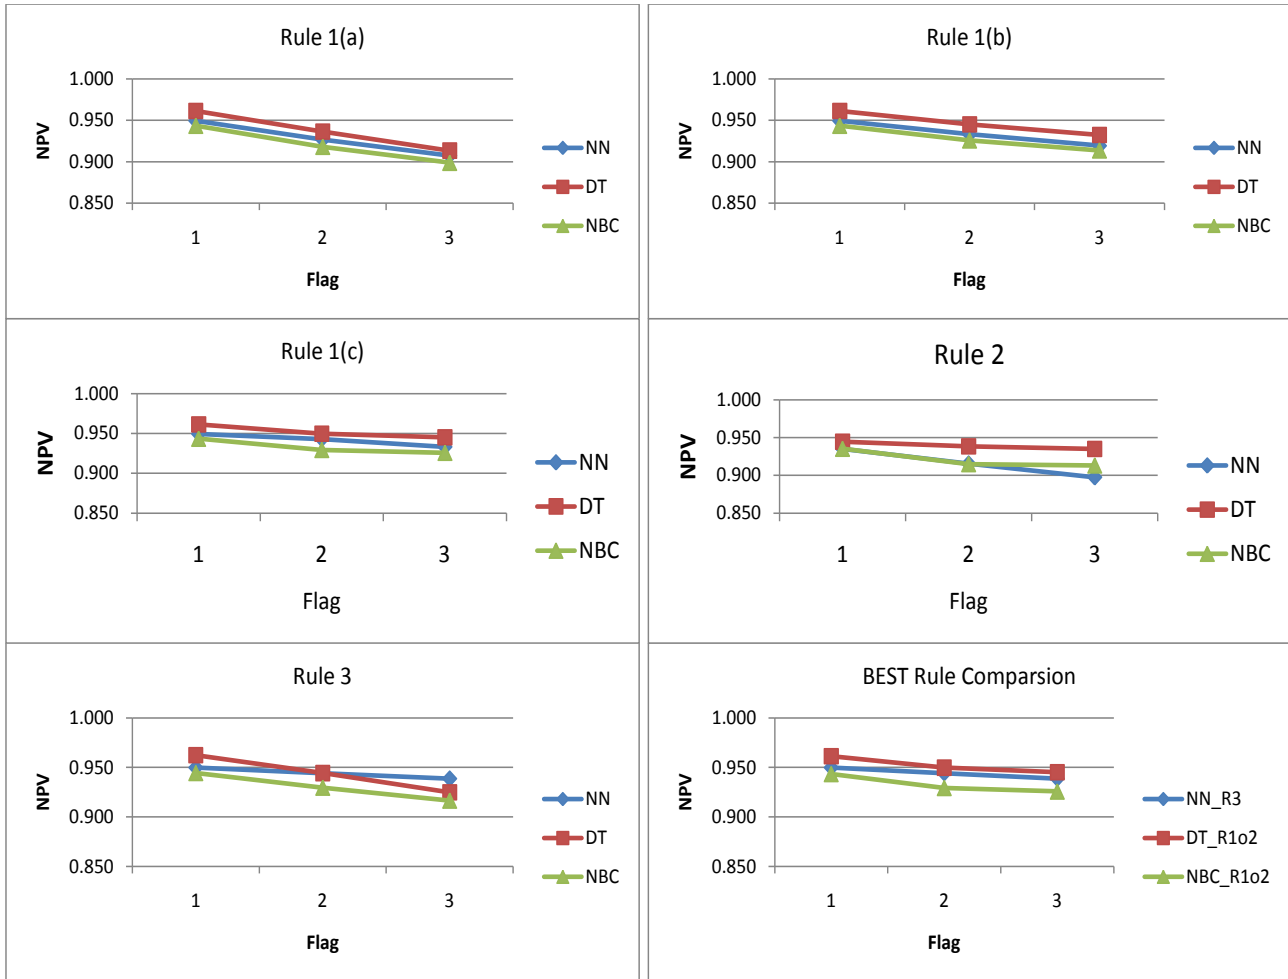 Rule 1(a)
1.000
0.950
0.900
0.850
NPV
1 2 3
Flag
NN
DT
NBC
Rule 1(b)
1.000
0.950
0.900
0.850
NPV
1 2 3
Flag
NN
DT
NBC
Rule 1(c)
1.000
0.950
0.900
0.850
NPV
1 2 3
Flag
NN
DT
NBC
Rule 2
1.000
0.950
0.900
0.850
NPV
1 2 3
Flag
NN
DT
NBC
Rule 3
1.000
0.950
0.900
0.850
NPV
1 2 3
Flag
NN
DT
NBC
BEST Rule Comparsion
1.000
0.950
0.900
0.850
NPV
1 2 3
Flag
NN_R3
DT_R1o2
NBC_R1o2